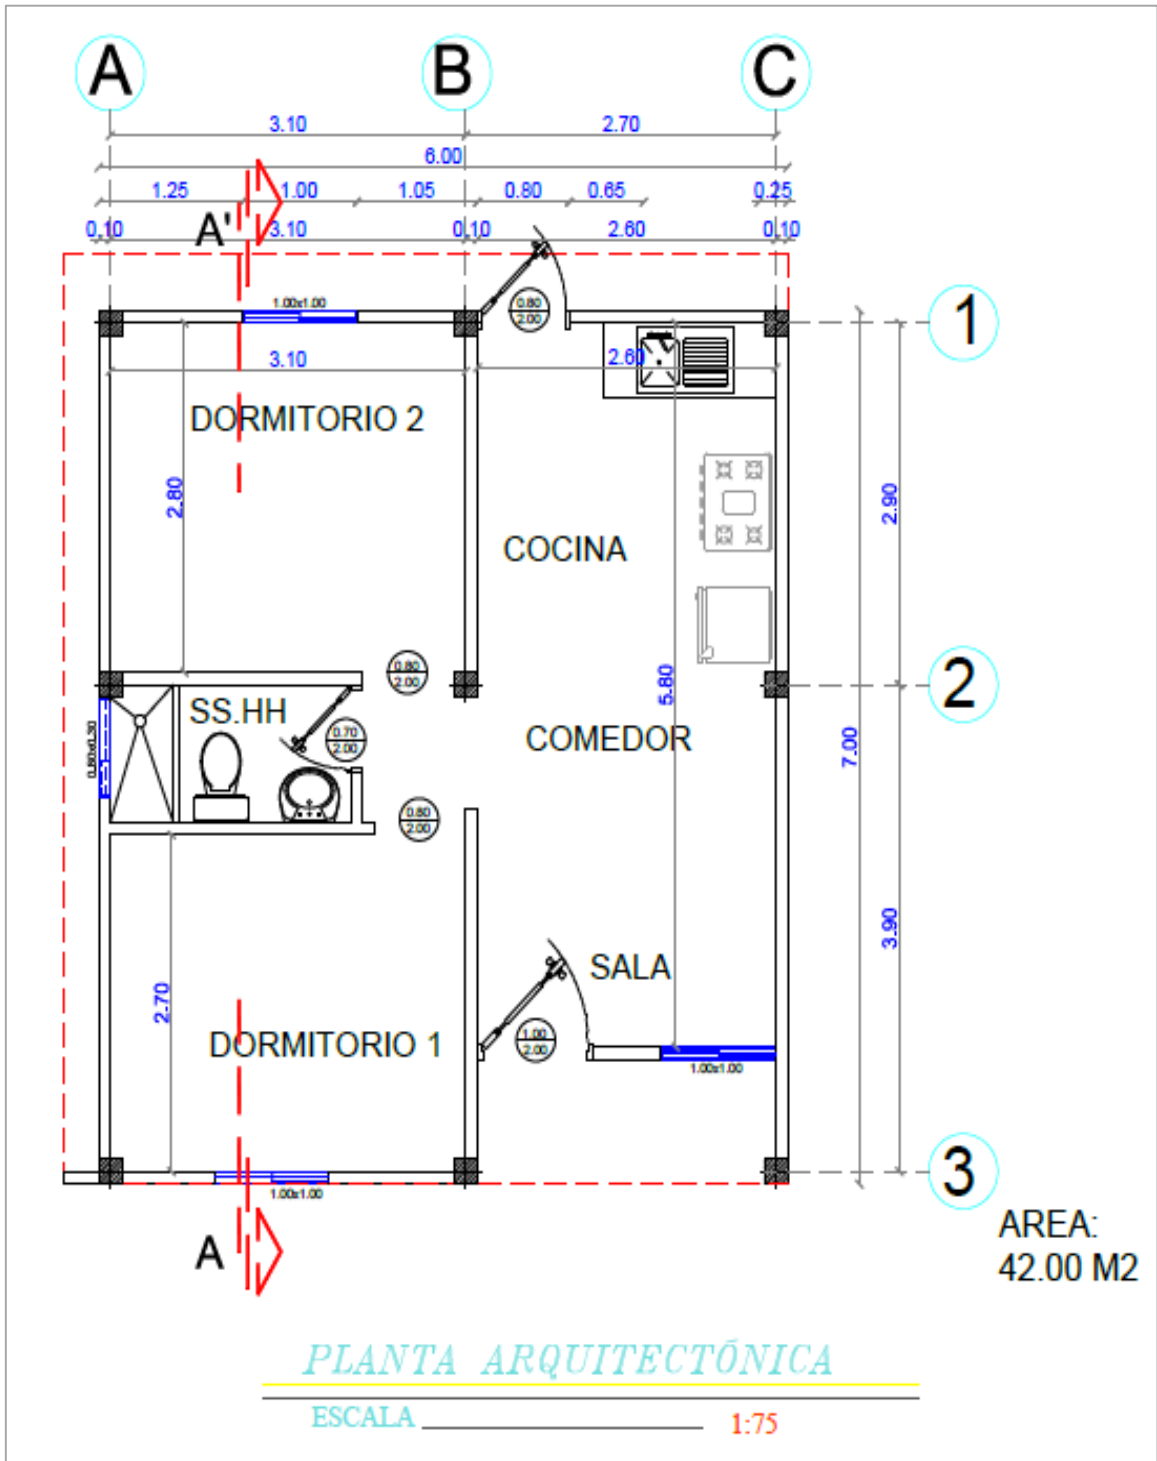 A B C
3.10 2.70
6.00
1.25 1.00 1.05 0.80 0.65 0.25
A'
0.10 3.10 0.10 2.60 0.10
1.00x1.00
0.80
2.00
1
3.10 2.60
DORMITORIO 2
2.80
2.90
COCINA
0.80
2.00
2
SS.HH
0.70
2.00
0.60x0.30
COMEDOR
5.80
7.00
0.80
2.00
3.90
SALA
2.70
DORMITORIO 1
1.00
2.00
1.00x1.00
3
1.00x1.00
A
AREA:
42.00 M2
PLANTA ARQUITECTÓNICA
ESCALA 1:75